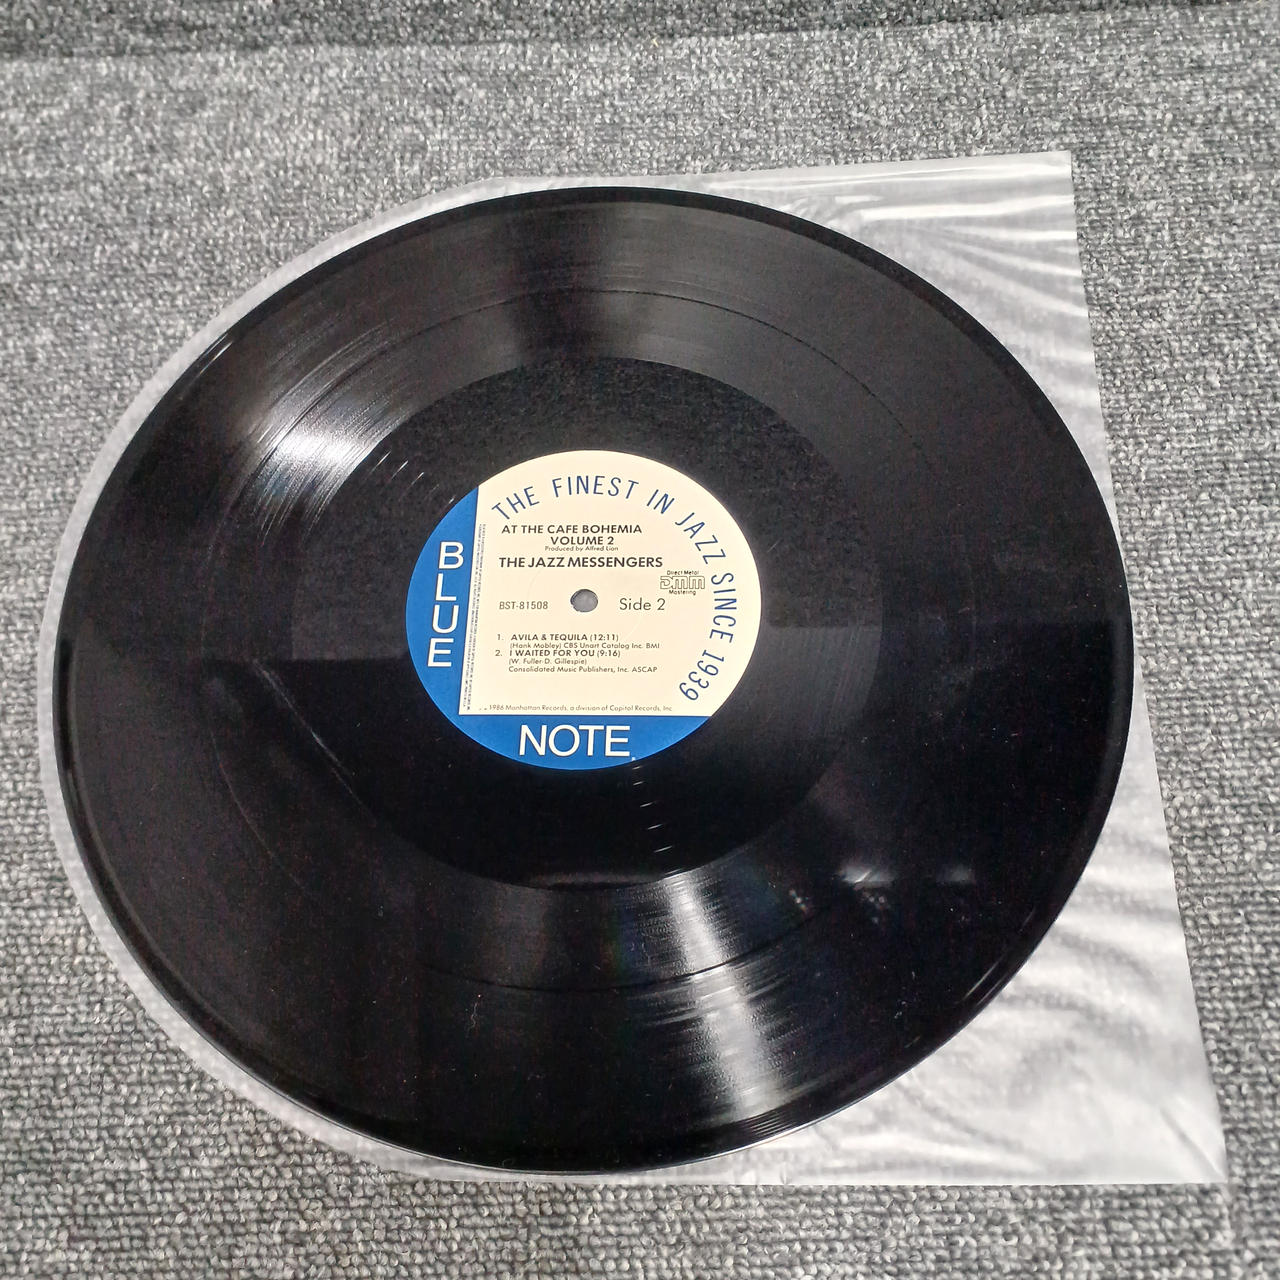 THE FINEST IN JAZZ SINCE 1939
AT THE CAFE BOHEMIA
VOLUME 2
Produced by Alfred Lion
THE JAZZ MESSENGERS
Direct Metal
DMM
Mastering
BST-81508
Side 2
1. AVILA & TEQUILA (12:11)
(Hank Mobley) CBS Unart Catalog Inc. BMI
2. I WAITED FOR YOU (9:16)
(W. Fuller-D. Gillespie)
Consolidated Music Publishers, Inc. ASCAP
1986 Manhattan Records, a division of Capitol Records, Inc.
BLUE
NOTE